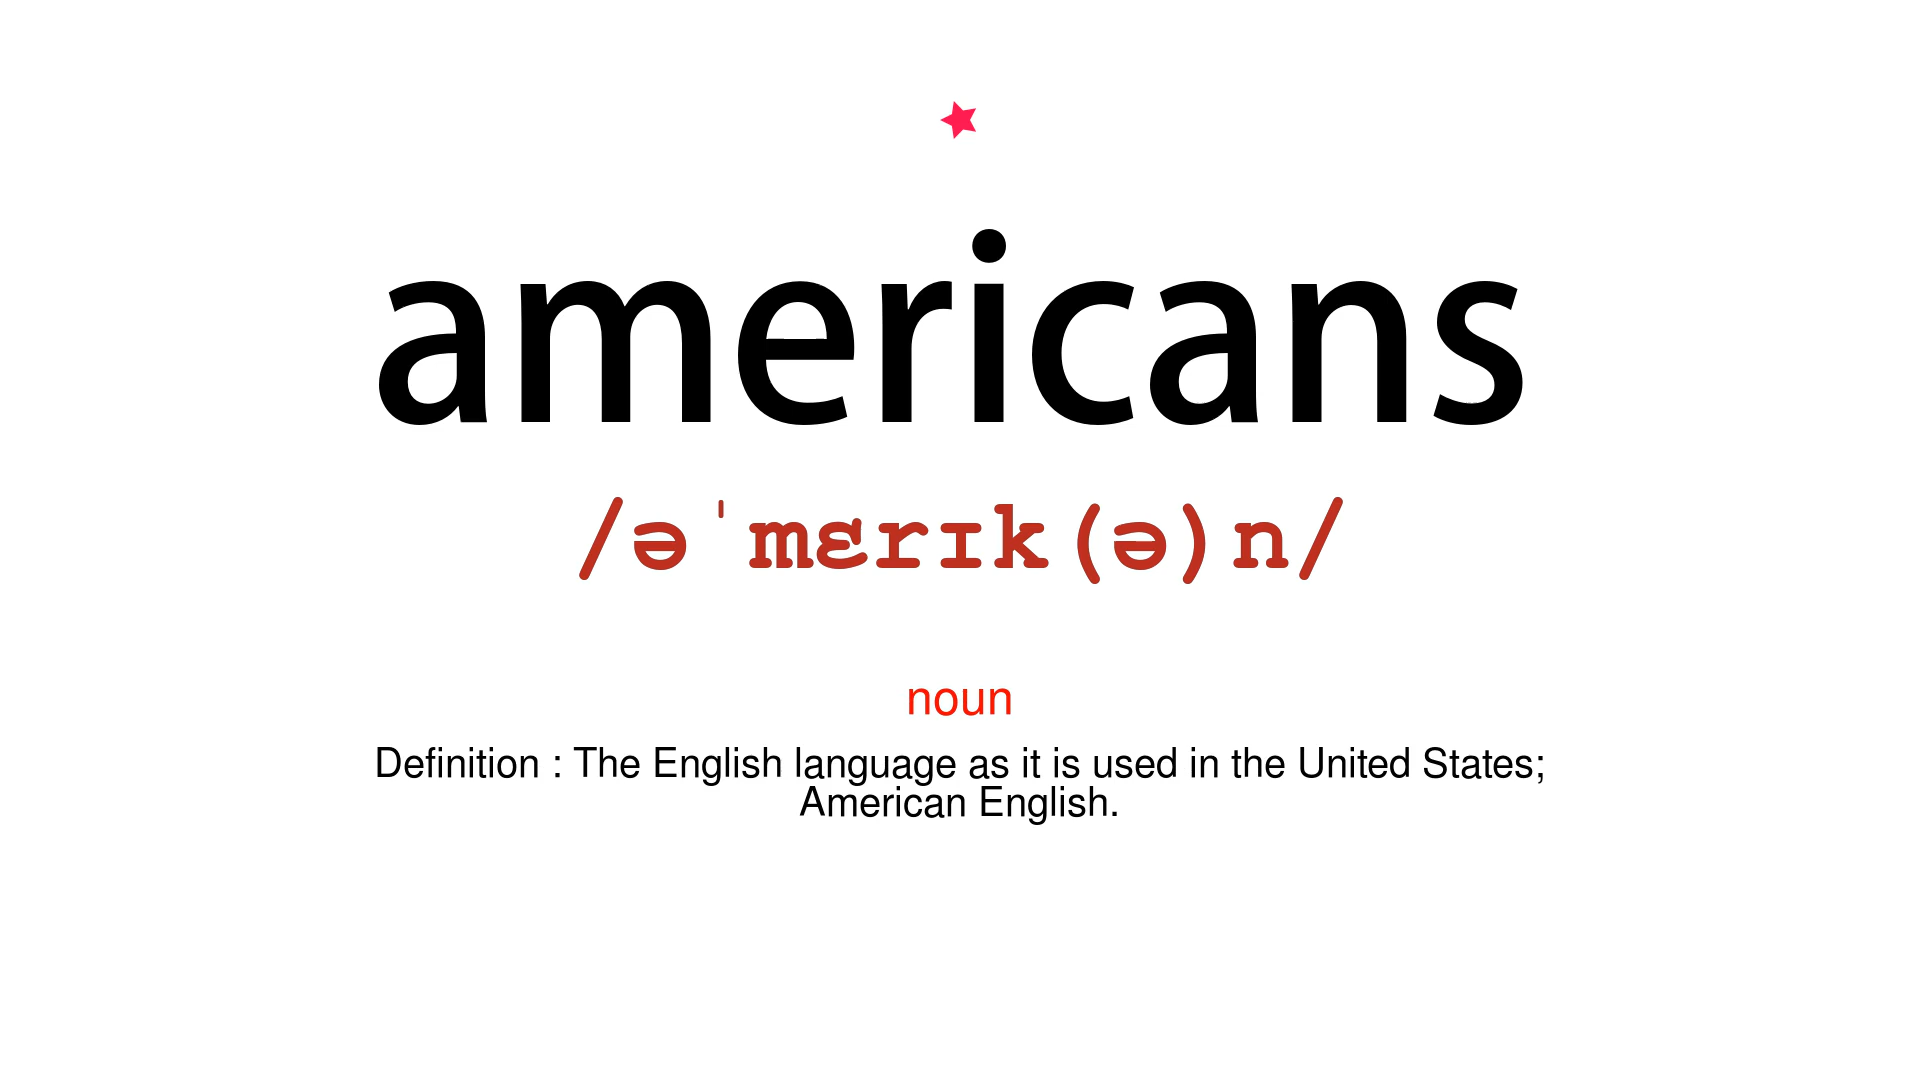 americans
/əˈmɛrɪk(ə)n/
noun
Definition : The English language as it is used in the United States;
American English.